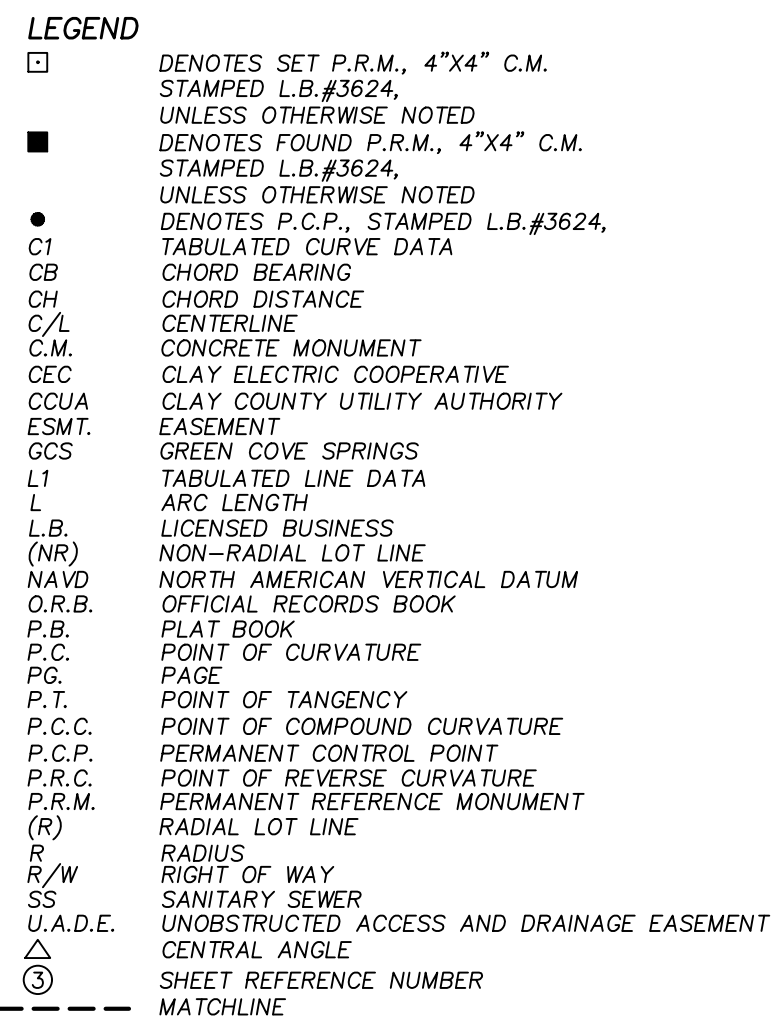 LEGEND
DENOTES SET P.R.M., 4"X4" C.M.
STAMPED L.B.#3624,
UNLESS OTHERWISE NOTED
DENOTES FOUND P.R.M., 4"X4" C.M.
STAMPED L.B.#3624,
UNLESS OTHERWISE NOTED
DENOTES P.C.P., STAMPED L.B.#3624,
C1 TABULATED CURVE DATA
CB CHORD BEARING
CH CHORD DISTANCE
C/L CENTERLINE
C.M. CONCRETE MONUMENT
CEC CLAY ELECTRIC COOPERATIVE
CCUA CLAY COUNTY UTILITY AUTHORITY
ESMT. EASEMENT
GCS GREEN COVE SPRINGS
L1 TABULATED LINE DATA
L ARC LENGTH
L.B. LICENSED BUSINESS
(NR) NON-RADIAL LOT LINE
NAVD NORTH AMERICAN VERTICAL DATUM
O.R.B. OFFICIAL RECORDS BOOK
P.B. PLAT BOOK
P.C. POINT OF CURVATURE
PG. PAGE
P.T. POINT OF TANGENCY
P.C.C. POINT OF COMPOUND CURVATURE
P.C.P. PERMANENT CONTROL POINT
P.R.C. POINT OF REVERSE CURVATURE
P.R.M. PERMANENT REFERENCE MONUMENT
(R) RADIAL LOT LINE
R RADIUS
R/W RIGHT OF WAY
SS SANITARY SEWER
U.A.D.E. UNOBSTRUCTED ACCESS AND DRAINAGE EASEMENT
△ CENTRAL ANGLE
③ SHEET REFERENCE NUMBER
MATCHLINE